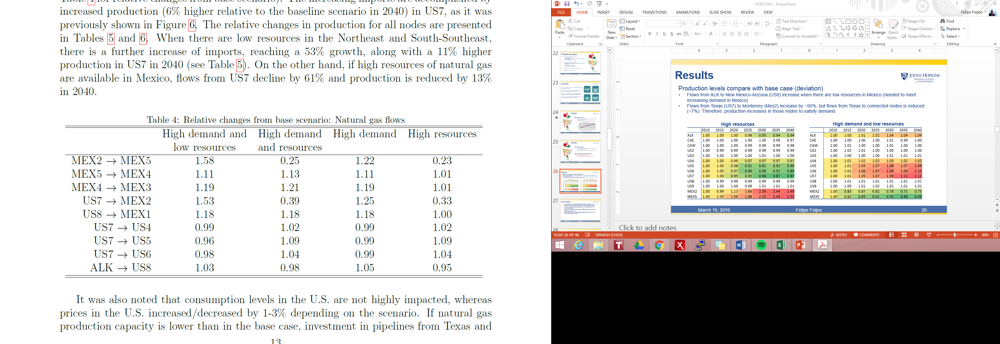 increased production (6% higher relative to the baseline scenario in 2040) in US7, as it was
previously shown in Figure 6. The relative changes in production for all nodes are presented
in Tables 5 and 6. When there are low resources in the Northeast and South-Southeast,
there is a further increase of imports, reaching a 53% growth, along with a 11% higher
production in US7 in 2040 (see Table 5). On the other hand, if high resources of natural gas
are available in Mexico, flows from US7 decline by 61% and production is reduced by 13%
in 2040.
Table 4: Relative changes from base scenario: Natural gas flows
High demand and High demand High demand High resources
low resources and resources
MEX2 → MEX5 1.58 0.25 1.22 0.23
MEX5 → MEX4 1.11 1.13 1.11 1.01
MEX4 → MEX3 1.19 1.21 1.19 1.01
US7 → MEX2 1.53 0.39 1.25 0.33
US8 → MEX1 1.18 1.18 1.18 1.00
US7 → US4 0.99 1.02 0.99 1.02
US7 → US5 0.96 1.09 0.99 1.09
US7 → US6 0.98 1.04 0.99 1.04
ALK → US8 1.03 0.98 1.05 0.95
It was also noted that consumption levels in the U.S. are not highly impacted, whereas
prices in the U.S. increased/decreased by 1-3% depending on the scenario. If natural gas
production capacity is lower than in the base case, investment in pipelines from Texas and
13
HOFSTRA - PowerPoint
FILE HOME INSERT DESIGN TRANSITIONS ANIMATIONS SLIDE SHOW REVIEW VIEW Felipe Feijoo
Cut Layout 15 Text Direction Shape Fill Find
Paste Copy New Slide Reset Align Text Arrange Quick Styles Shape Outline Replace
Format Painter Section Convert to SmartArt Shape Effects Select
Clipboard Slides Font Paragraph Drawing Editing
22
23
24
25
26
27
28
Results
JOHNS HOPKINS
WHITING SCHOOL
of ENGINEERING
Production levels compare with base case (deviation)
• Flows from ALK to New Mexico-Arizona (US8) increase when there are low resources in Mexico (needed to meet
increasing demand in Mexico)
• Flows from Texas (US7) to Monterrey (Mex2) increase by ~50%, but flows from Texas to connected nodes is reduced
(~7%). Therefore, production increases in those nodes to satisfy demand.
High resources
2010 2015 2020 2025 2030 2035 2040
ALK 1.00 1.00 1.00 0.98 0.95 0.94 0.94
CAE 1.00 1.00 1.00 1.00 1.00 0.99 0.97
CAW 1.00 1.00 1.00 0.99 0.99 0.99 0.98
US2 1.00 0.99 0.99 0.99 0.99 0.99 0.99
US3 1.00 1.00 1.00 1.00 1.01 1.00 1.00
US4 1.00 1.00 0.99 0.97 0.97 0.97 0.97
US5 1.00 1.00 0.98 0.91 0.91 0.92 0.90
US6 1.00 1.00 0.97 0.90 0.90 0.91 0.89
US7 1.00 1.00 0.95 0.93 0.88 0.87 0.87
US8 1.00 0.99 0.99 0.99 0.99 0.99 0.99
US9 1.00 1.00 1.00 0.99 1.01 1.01 1.01
MEX2 1.00 0.99 1.13 1.66 2.39 2.44 2.49
MEX5 1.00 1.09 1.56 1.88 2.20 2.44 2.53
High demand and low resources
2010 2015 2020 2025 2030 2035 2040
ALK 1.00 1.00 1.01 1.02 1.04 1.04 1.04
CAE 1.00 1.00 1.00 1.00 1.01 0.99 1.00
CAW 1.00 1.01 1.00 1.00 1.01 1.00 1.00
US2 1.00 1.02 1.01 1.00 1.00 1.00 1.00
US3 1.00 1.00 1.00 1.00 1.01 1.01 1.01
US4 1.00 1.01 1.02 1.02 1.03 1.02 1.03
US5 1.00 1.01 1.05 1.07 1.08 1.07 1.09
US6 1.00 1.01 1.06 1.07 1.09 1.08 1.10
US7 1.00 1.01 1.05 1.07 1.08 1.11 1.11
US8 1.00 1.01 1.01 1.01 1.01 1.01 1.01
US9 1.00 1.00 1.01 1.02 1.01 1.01 1.01
MEX2 1.00 0.83 0.87 0.82 0.78 0.71 0.75
MEX5 1.00 0.82 0.65 0.61 0.54 0.45 0.49
March 16, 2016 Felipe Feijoo 26
Click to add notes
SLIDE 26 OF 48 SPANISH (CHILE) NOTES COMMENTS 88%